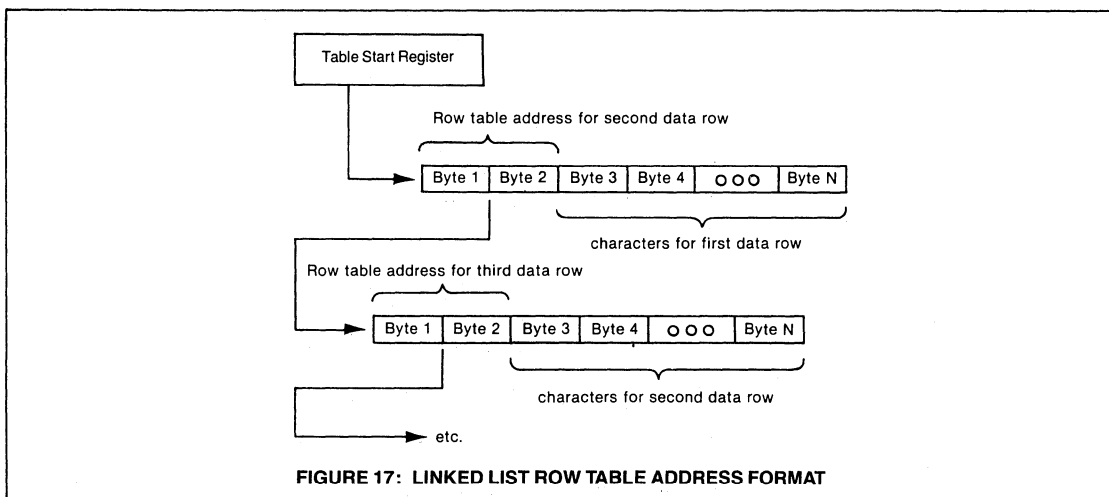 Table Start Register
Row table address for second data row
Byte 1 Byte 2 Byte 3 Byte 4 OOO Byte N
characters for first data row
Row table address for third data row
Byte 1 Byte 2 Byte 3 Byte 4 OOO Byte N
characters for second data row
etc.
FIGURE 17: LINKED LIST ROW TABLE ADDRESS FORMAT